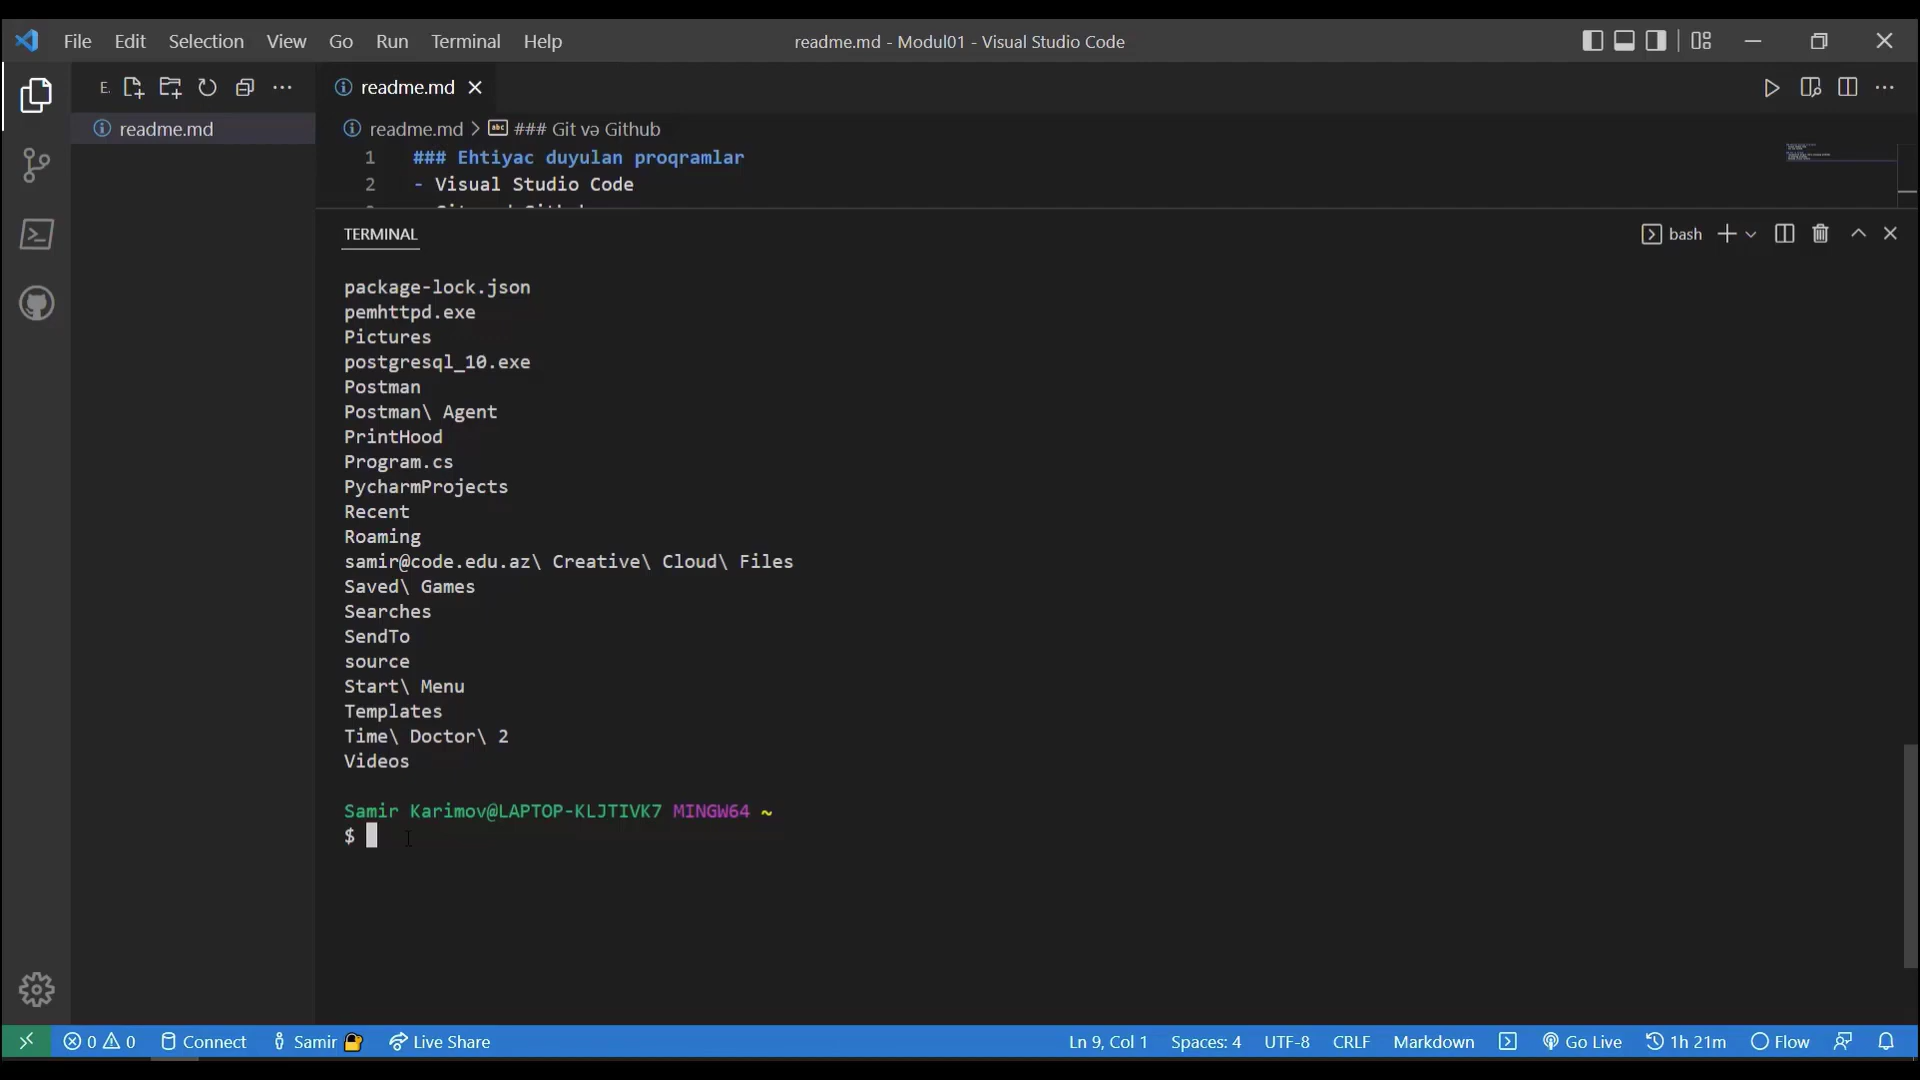 File Edit Selection View Go Run Terminal Help
readme.md - Modul01 - Visual Studio Code
E.
readme.md
readme.md
readme.md > ### Git və Github
1 ### Ehtiyac duyulan proqramlar
2 - Visual Studio Code
TERMINAL
bash
package-lock.json
pemhttpd.exe
Pictures
postgresql_10.exe
Postman
Postman\ Agent
PrintHood
Program.cs
PycharmProjects
Recent
Roaming
samir@code.edu.az\ Creative\ Cloud\ Files
Saved\ Games
Searches
SendTo
source
Start\ Menu
Templates
Time\ Doctor\ 2
Videos
Samir Karimov@LAPTOP-KLJTIVK7 MINGW64 ~
$
0 0 Connect Samir Live Share Ln 9, Col 1 Spaces: 4 UTF-8 CRLF Markdown Go Live 1h 21m Flow